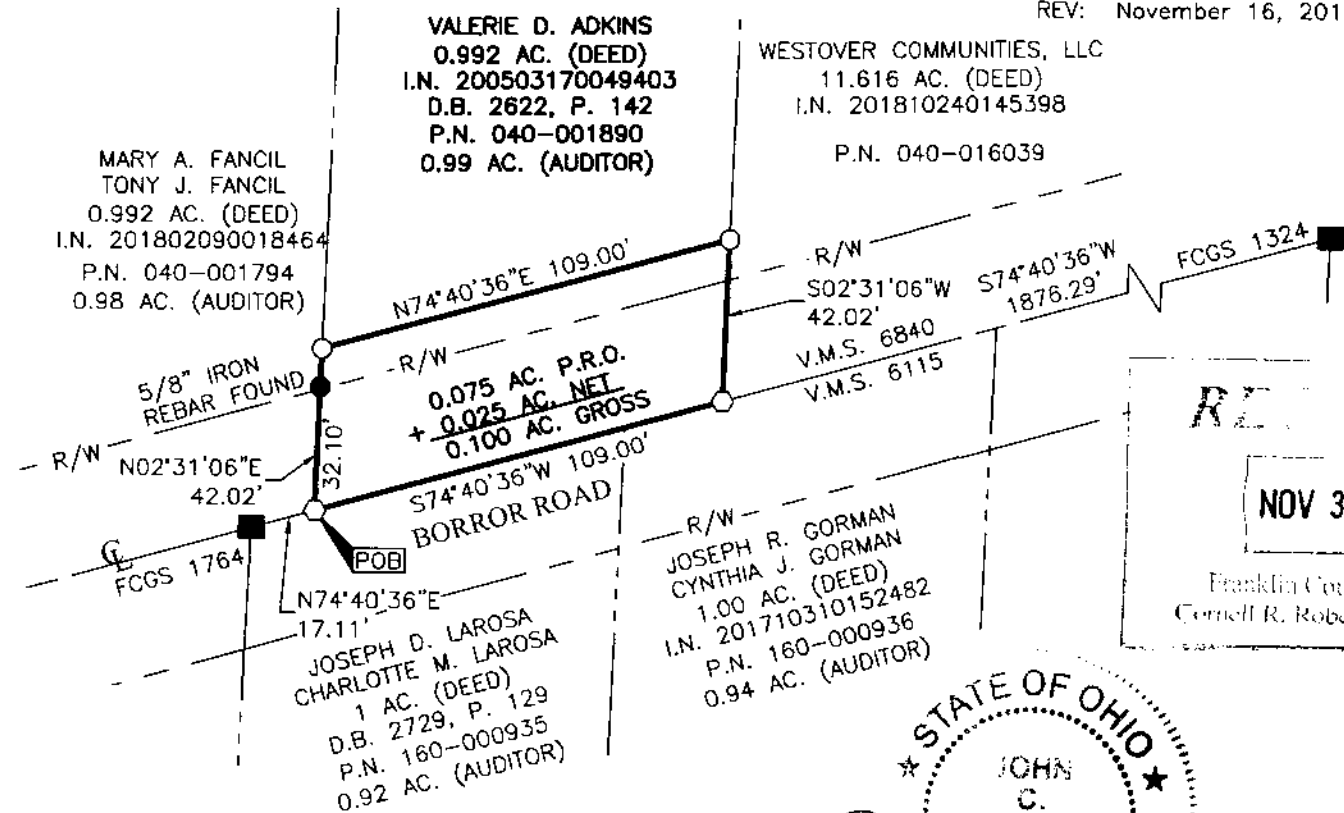 REV: November 16, 201
VALERIE D. ADKINS
0.992 AC. (DEED)
I.N. 200503170049403
D.B. 2622, P. 142
P.N. 040-001890
0.99 AC. (AUDITOR)
WESTOVER COMMUNITIES, LLC
11.616 AC. (DEED)
I.N. 201810240145398
P.N. 040-016039
MARY A. FANCIL
TONY J. FANCIL
0.992 AC. (DEED)
I.N. 201802090018464
P.N. 040-001794
0.98 AC. (AUDITOR)
N74°40'36"E 109.00'
R/W
S02°31'06"W
42.02'
S74°40'36"W
1876.29'
FCGS 1324
V.M.S. 6840
V.M.S. 6115
5/8" IRON
REBAR FOUND
R/W
R/W
0.075 AC. P.R.O.
+ 0.025 AC. NET
0.100 AC. GROSS
N02°31'06"E
42.02'
32.10'
S74°40'36"W 109.00'
BORROR ROAD
R/W
CL
FCGS 1764
POB
N74°40'36"E
17.11'
JOSEPH D. LAROSA
CHARLOTTE M. LAROSA
1 AC. (DEED)
D.B. 2729, P. 129
P.N. 160-000935
0.92 AC. (AUDITOR)
JOSEPH R. GORMAN
CYNTHIA J. GORMAN
1.00 AC. (DEED)
I.N. 201710310152482
P.N. 160-000936
0.94 AC. (AUDITOR)
NOV 3
Franklin Cou
Cornell R. Robe
STATE OF OHIO
JOHN
C.